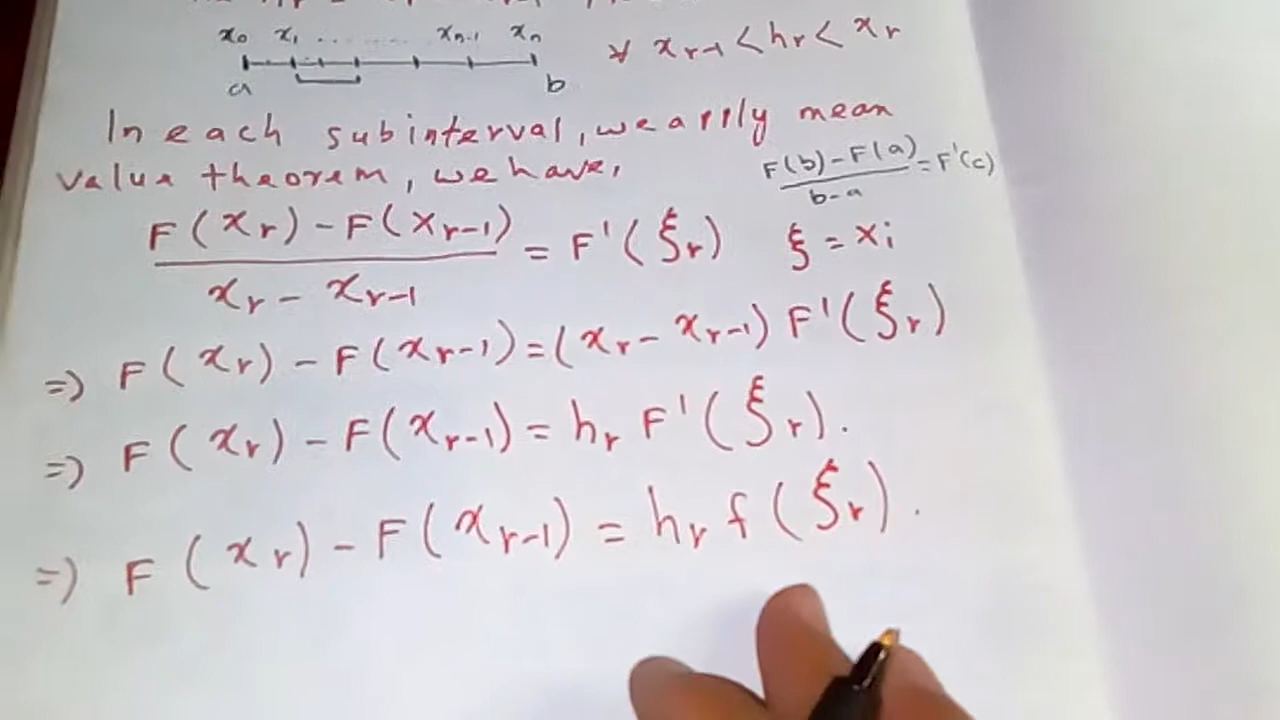 x₀ x₁ ............ xₙ₋₁ xₙ ∀ xᵣ₋₁ < hᵣ < xᵣ
a b
In each subinterval, we apply mean
value theorem, we have,
(F(b) - F(a))/(b-a) = F'(c)
(F(xᵣ) - F(xᵣ₋₁))/(xᵣ - xᵣ₋₁) = F'(ξᵣ) ξ = xi
=) F(xᵣ) - F(xᵣ₋₁) = (xᵣ - xᵣ₋₁) F'(ξᵣ)
=) F(xᵣ) - F(xᵣ₋₁) = hᵣ F'(ξᵣ).
=) F(xᵣ) - F(xᵣ₋₁) = hᵣ f(ξᵣ).